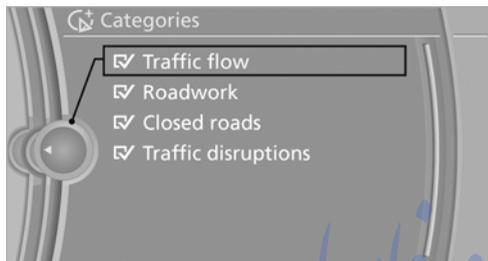 Categories
Traffic flow
Roadwork
Closed roads
Traffic disruptions